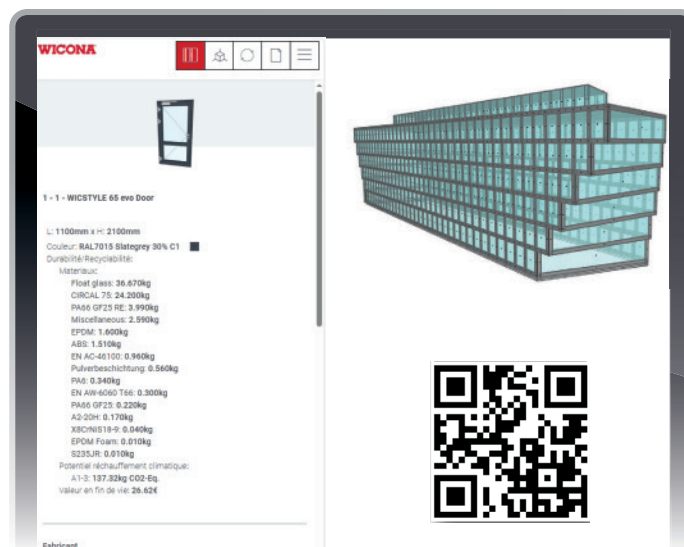 WICONA
1 - 1 - WICSTYLE 65 evo Door
L: 1100mm x H: 2100mm
Couleur: RAL7015 Slategrey 30% C1
Durabilité/Recyclabilité:
Materiaux:
Float glass: 36.670kg
CIRCAL 75: 24.200kg
PA66 GF25 RE: 3.990kg
Miscellaneous: 2.590kg
EPDM: 1.600kg
ABS: 1.510kg
EN AC-46100: 0.960kg
Pulverbeschichtung: 0.560kg
PA6: 0.340kg
EN AW-6060 T66: 0.300kg
PA66 GF25: 0.220kg
A2-20H: 0.170kg
X8CrNiS18-9: 0.040kg
EPDM Foam: 0.010kg
S235JR: 0.010kg
Potentiel réchauffement climatique:
A1-3: 137.32kg CO2-Eq.
Valeur en fin de vie: 26.62€
Fabricant